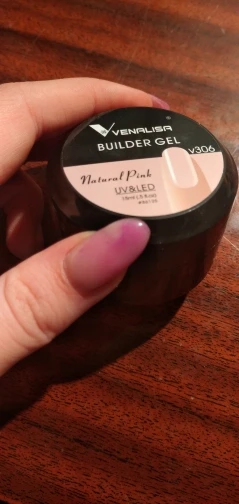 VENALISA
BUILDER GEL
V306
Natural Pink
UV&LED